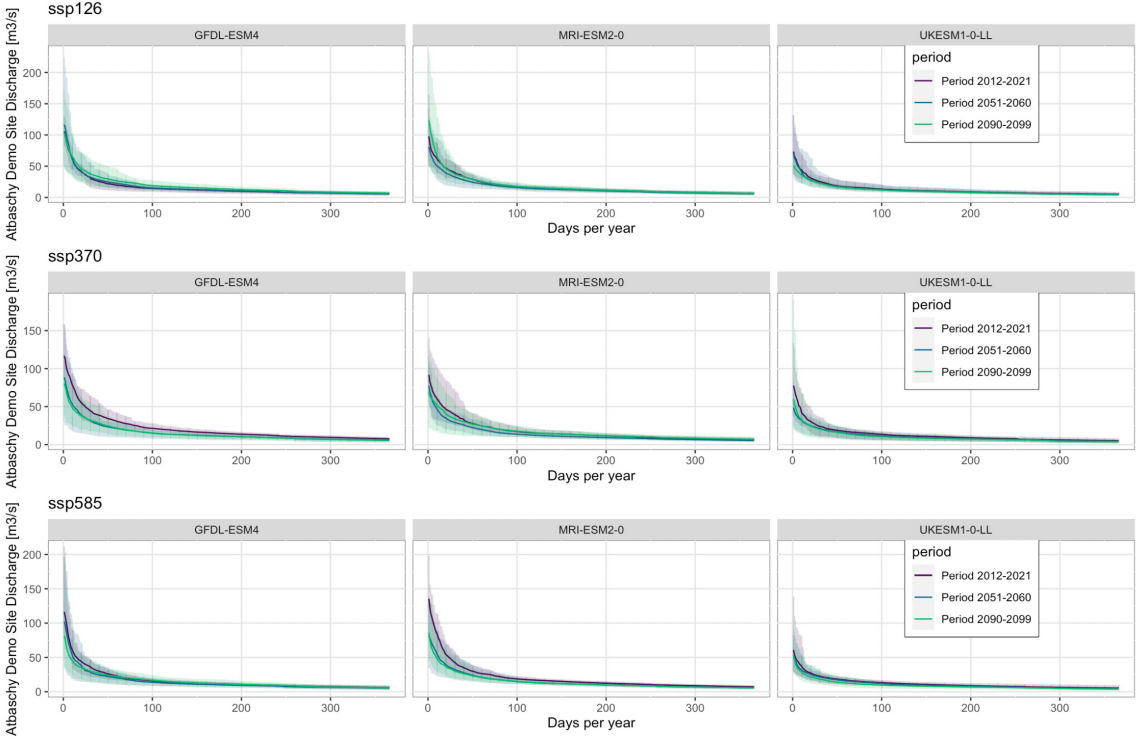 ssp126
GFDL-ESM4 MRI-ESM2-0 UKESM1-0-LL
Atbaschy Demo Site Discharge [m3/s]
200
150
100
50
0
period
Period 2012-2021
Period 2051-2060
Period 2090-2099
0 100 200 300 0 100 200 300 0 100 200 300
Days per year
ssp370
GFDL-ESM4 MRI-ESM2-0 UKESM1-0-LL
Atbaschy Demo Site Discharge [m3/s]
150
100
50
0
period
Period 2012-2021
Period 2051-2060
Period 2090-2099
0 100 200 300 0 100 200 300 0 100 200 300
Days per year
ssp585
GFDL-ESM4 MRI-ESM2-0 UKESM1-0-LL
Atbaschy Demo Site Discharge [m3/s]
200
150
100
50
0
period
Period 2012-2021
Period 2051-2060
Period 2090-2099
0 100 200 300 0 100 200 300 0 100 200 300
Days per year